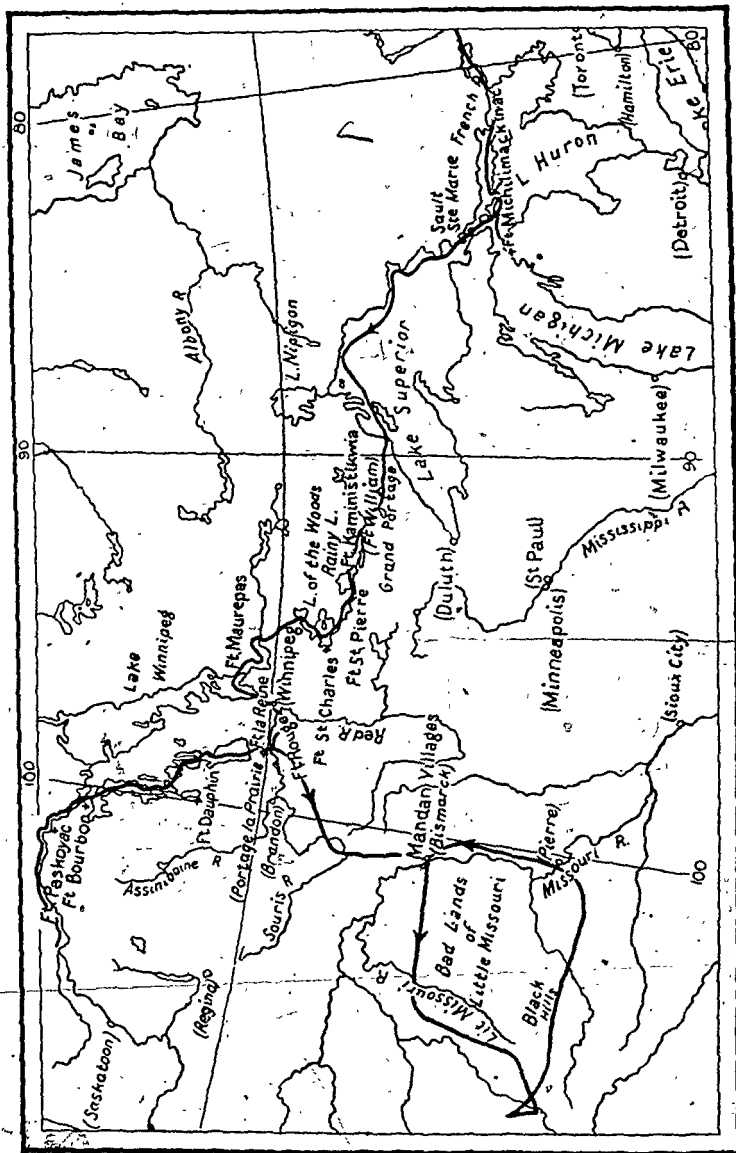 80
80
James
Bay
(Toronto
(Hamilton)
Erie
L Huron
(Detroit)
French
Sault
Ste Marie
Ft Michilimackinac
Lake Michigan
(Milwaukee)
Albony R
L. Nipigon
Lake Superior
90
90
Ft Kaministikwia
(Ft William)
Grand Portage
L. of the Woods
Rainy L.
Ft St. Pierre
Ft St Charles
(Duluth)
(St Paul)
(Minneapolis)
Mississippi R
(Sioux City)
Lake
Winnipeg
Ft Maurepas
Ft la Reine
(Winnipeg)
Ft Rouge
Red R
100
100
Ft Paskoyac
Ft Bourbon
Ft Dauphin
Assiniboine R
(Portage la Prairie
(Brandon)
Souris R
(Regina)
(Saskatoon)
Mandan Villages
(Bismarck)
(Pierre)
Missouri R.
Bad Lands
of
Little Missouri
Lit Missouri R
Black
Hills